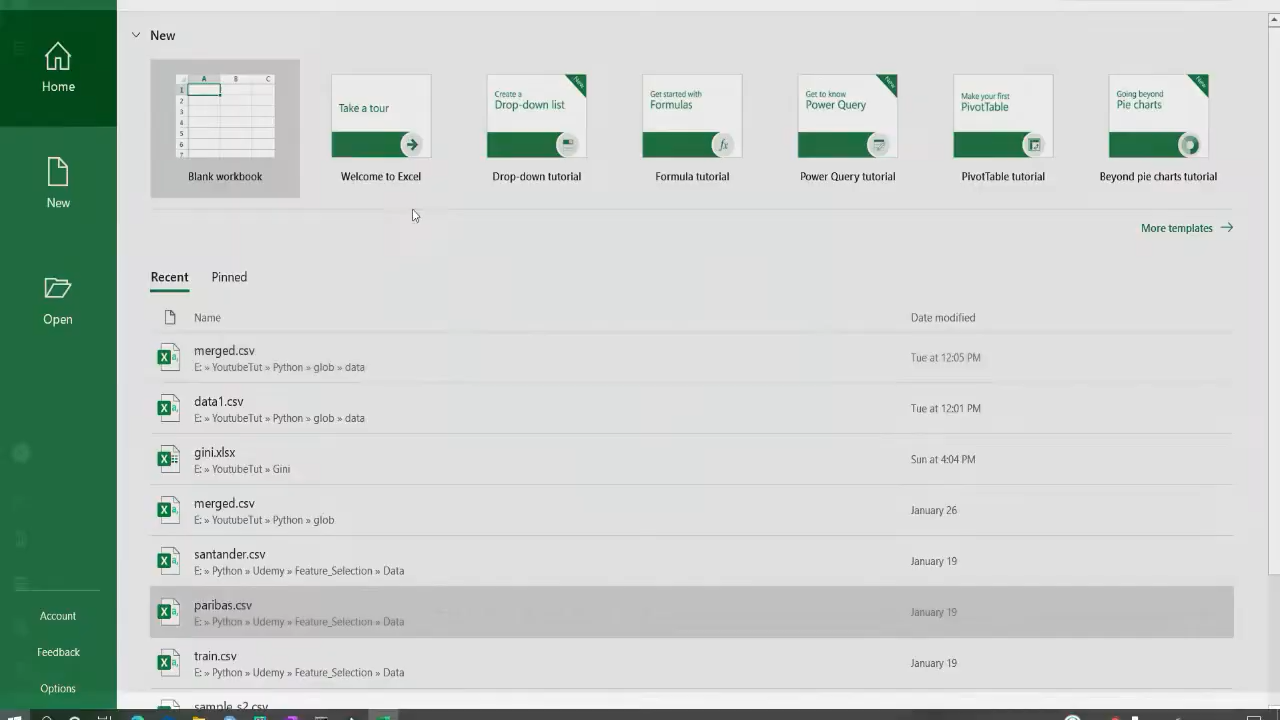 Home
New
Open
Account
Feedback
Options
New
A B C
1
2
3
4
5
6
7
Blank workbook
Take a tour
Welcome to Excel
Create a
Drop-down list
New
Drop-down tutorial
Get started with
Formulas
fx
Formula tutorial
Get to know
Power Query
New
Power Query tutorial
Make your first
PivotTable
PivotTable tutorial
Going beyond
Pie charts
New
Beyond pie charts tutorial
More templates
Recent Pinned
Name Date modified
merged.csv
E: » YoutubeTut » Python » glob » data
Tue at 12:05 PM
data1.csv
E: » YoutubeTut » Python » glob » data
Tue at 12:01 PM
gini.xlsx
E: » YoutubeTut » Gini
Sun at 4:04 PM
merged.csv
E: » YoutubeTut » Python » glob
January 26
santander.csv
E: » Python » Udemy » Feature_Selection » Data
January 19
paribas.csv
E: » Python » Udemy » Feature_Selection » Data
January 19
train.csv
E: » Python » Udemy » Feature_Selection » Data
January 19
sample_s2.csv